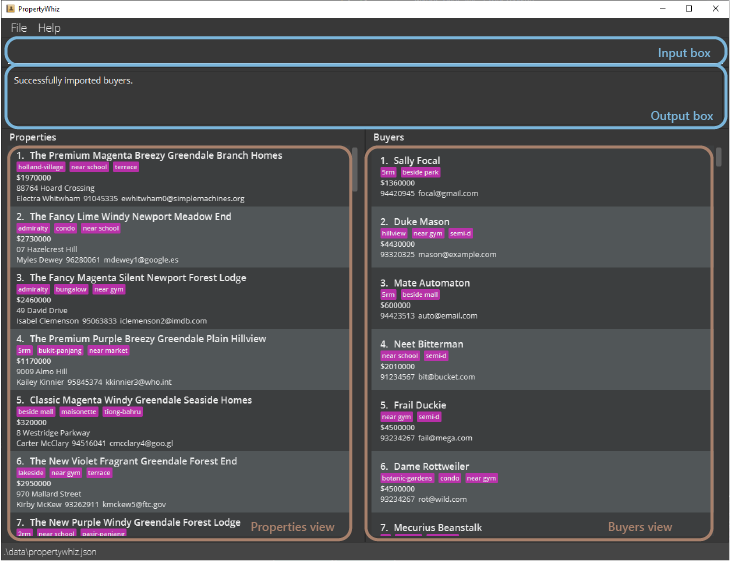 PropertyWhiz
File Help
Input box
Successfully imported buyers.
Output box
Properties
1. The Premium Magenta Breezy Greendale Branch Homes
holland-village near school terrace
$1970000
88764 Hoard Crossing
Electra Whitwham 91045335 ewhitwham0@simplemachines.org
2. The Fancy Lime Windy Newport Meadow End
admiralty condo near school
$2730000
07 Hazelcrest Hill
Myles Dewey 96280061 mdewey1@google.es
3. The Fancy Magenta Silent Newport Forest Lodge
admiralty bungalow near gym
$2460000
49 David Drive
Isabel Clemenson 95063833 iclemenson2@imdb.com
4. The Premium Purple Breezy Greendale Plain Hillview
5rm bukit-panjang near market
$1170000
9009 Almo Hill
Kailey Kinnier 95845374 kkinnier3@who.int
5. Classic Magenta Windy Greendale Seaside Homes
beside mall maisonette tiong-bahru
$320000
8 Westridge Parkway
Carter McClary 94516041 cmcclary4@goo.gl
6. The New Violet Fragrant Greendale Forest End
lakeside near gym terrace
$2950000
970 Mallard Street
Kirby McKew 93262911 kmckew5@ftc.gov
7. The New Purple Windy Greendale Forest Lodge
2rm near school pasir-panjang
Properties view
Buyers
1. Sally Focal
5rm beside park
$1360000
94420945 focal@gmail.com
2. Duke Mason
hillview near gym semi-d
$4430000
93320325 mason@example.com
3. Mate Automaton
5rm beside mall
$600000
94423513 auto@email.com
4. Neet Bitterman
near school semi-d
$2010000
91234567 bit@bucket.com
5. Frail Duckie
near gym semi-d
$4500000
93234267 fail@mega.com
6. Dame Rottweiler
botanic-gardens condo near gym
$4500000
93234267 rot@wild.com
7. Mecurius Beanstalk
Buyers view
.\data\propertywhiz.json